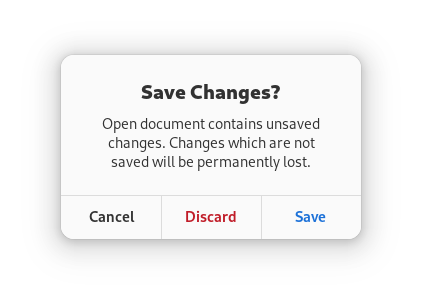 Save Changes?
Open document contains unsaved
changes. Changes which are not
saved will be permanently lost.
Cancel Discard Save